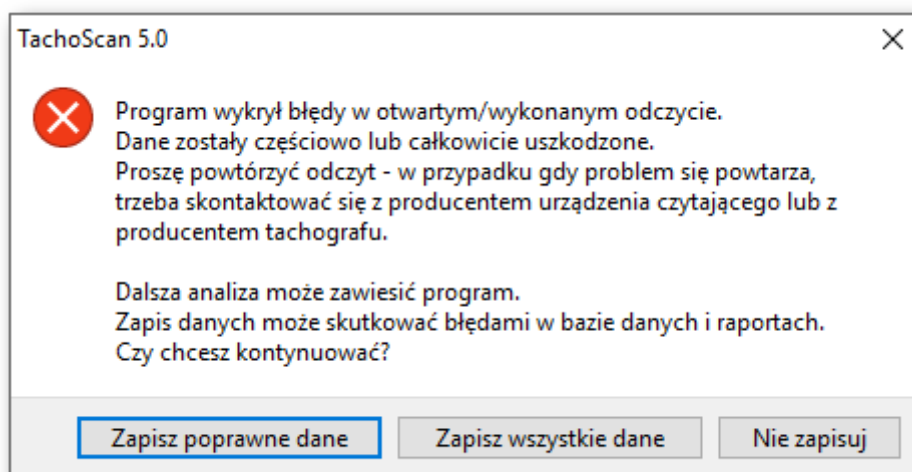 TachoScan 5.0
Program wykrył błędy w otwartym/wykonanym odczycie.
Dane zostały częściowo lub całkowicie uszkodzone.
Proszę powtórzyć odczyt - w przypadku gdy problem się powtarza,
trzeba skontaktować się z producentem urządzenia czytającego lub z
producentem tachografu.
Dalsza analiza może zawiesić program.
Zapis danych może skutkować błędami w bazie danych i raportach.
Czy chcesz kontynuować?
Zapisz poprawne dane
Zapisz wszystkie dane
Nie zapisuj